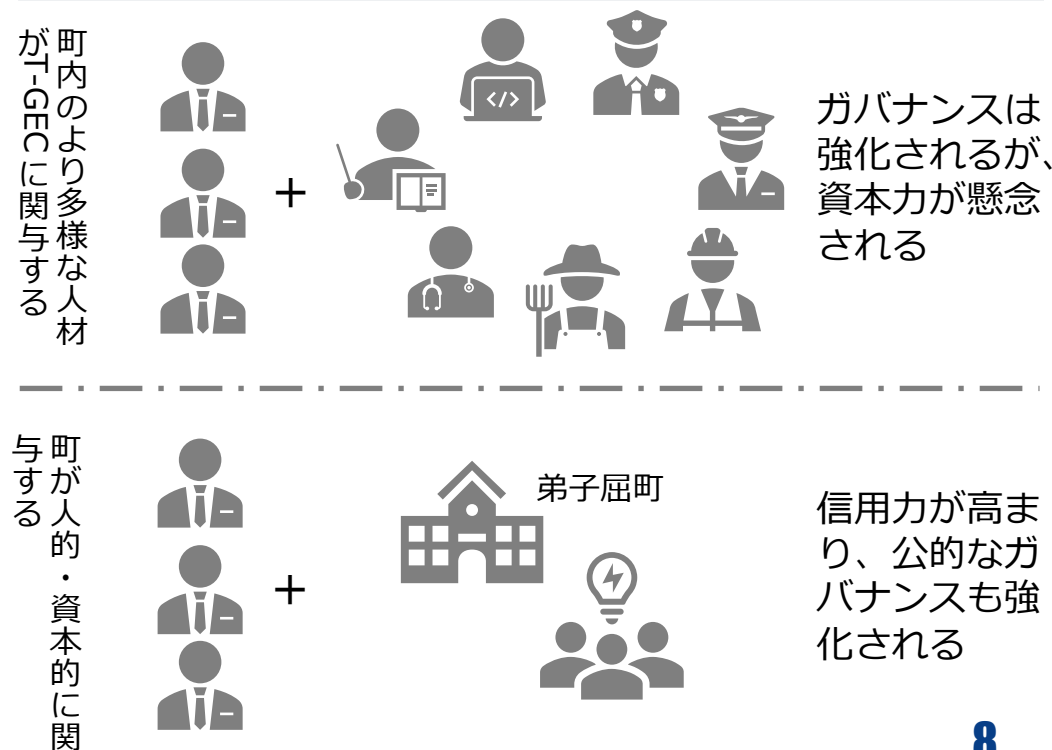 町内のより多様な人材
がT-GECに関与する
+
</>
ガバナンスは
強化されるが、
資本力が懸念
される
町が人的・資本的に関
与する
+
弟子屈町
信用力が高ま
り、公的なガ
バナンスも強
化される
8